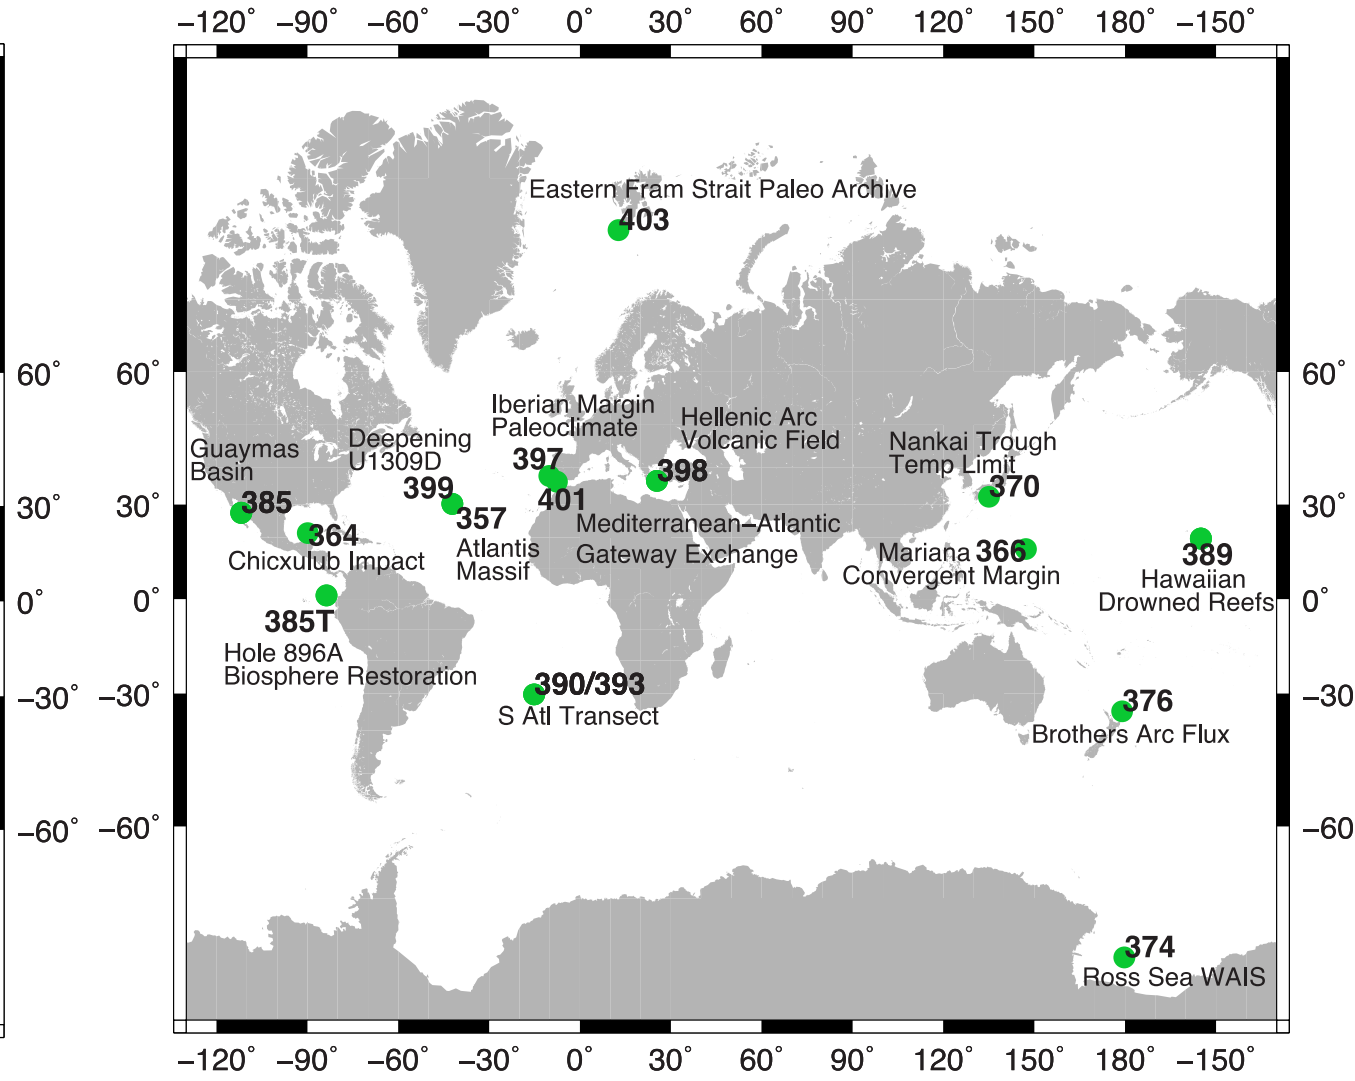 −120° −90° −60° −30° 0° 30° 60° 90° 120° 150° 180° −150°
Eastern Fram Strait Paleo Archive
403
60° 60° 60°
Iberian Margin
Paleoclimate
397
Hellenic Arc
Volcanic Field
398
Deepening
U1309D
399
Guaymas
Basin
385
Nankai Trough
Temp Limit
370
401
30° 30° 30°
357
Atlantis
Massif
Mediterranean−Atlantic
Gateway Exchange
364
Chicxulub Impact
Mariana 366
Convergent Margin
389
Hawaiian
Drowned Reefs
0° 0° 0°
385T
Hole 896A
Biosphere Restoration
390/393
S Atl Transect
−30° −30° −30°
376
Brothers Arc Flux
−60° −60° −60
374
Ross Sea WAIS
−120° −90° −60° −30° 0° 30° 60° 90° 120° 150° 180° −150°